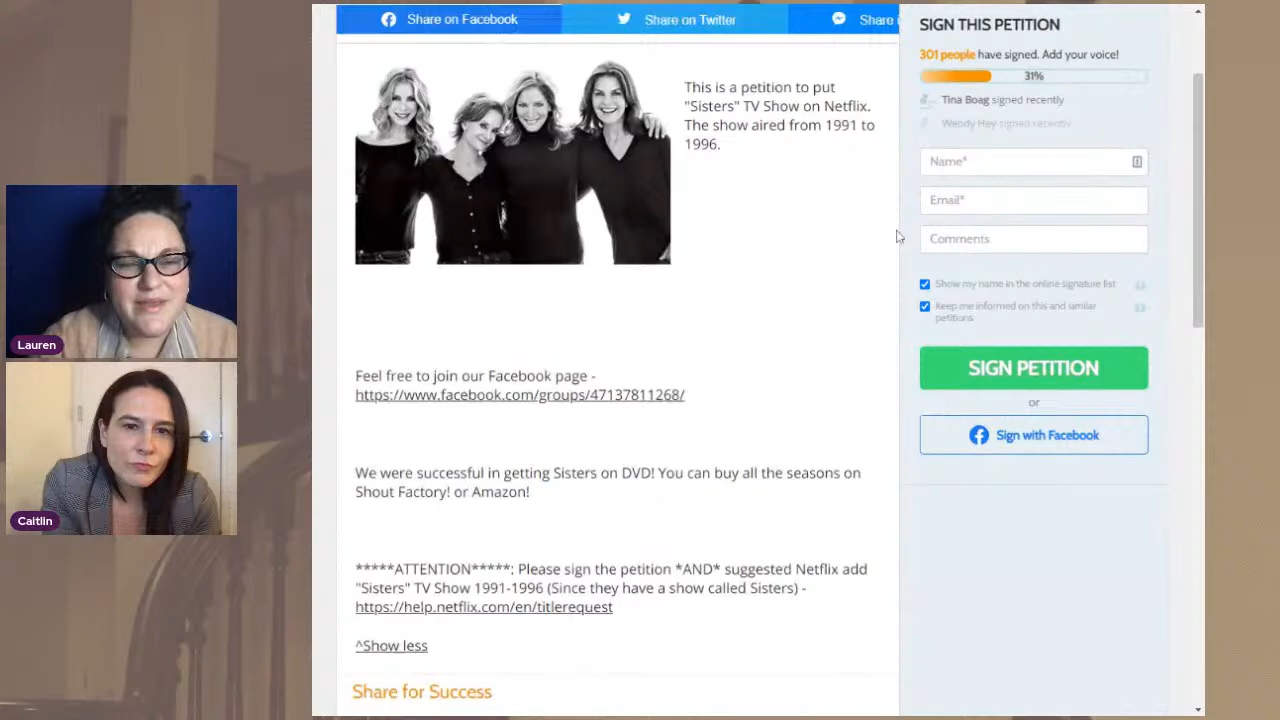 Share on Facebook
Share on Twitter
Share
This is a petition to put
"Sisters" TV Show on Netflix.
The show aired from 1991 to
1996.
Feel free to join our Facebook page -
https://www.facebook.com/groups/47137811268/
We were successful in getting Sisters on DVD! You can buy all the seasons on
Shout Factory! or Amazon!
*****ATTENTION*****: Please sign the petition *AND* suggested Netflix add
"Sisters" TV Show 1991-1996 (Since they have a show called Sisters) -
https://help.netflix.com/en/titlerequest
^Show less
Share for Success
SIGN THIS PETITION
301 people have signed. Add your voice!
31%
Tina Boag signed recently
Wendy Hey signed recently
Name*
Email*
Comments
Show my name in the online signature list
Keep me informed on this and similar
petitions
SIGN PETITION
or
Sign with Facebook
Lauren
Caitlin